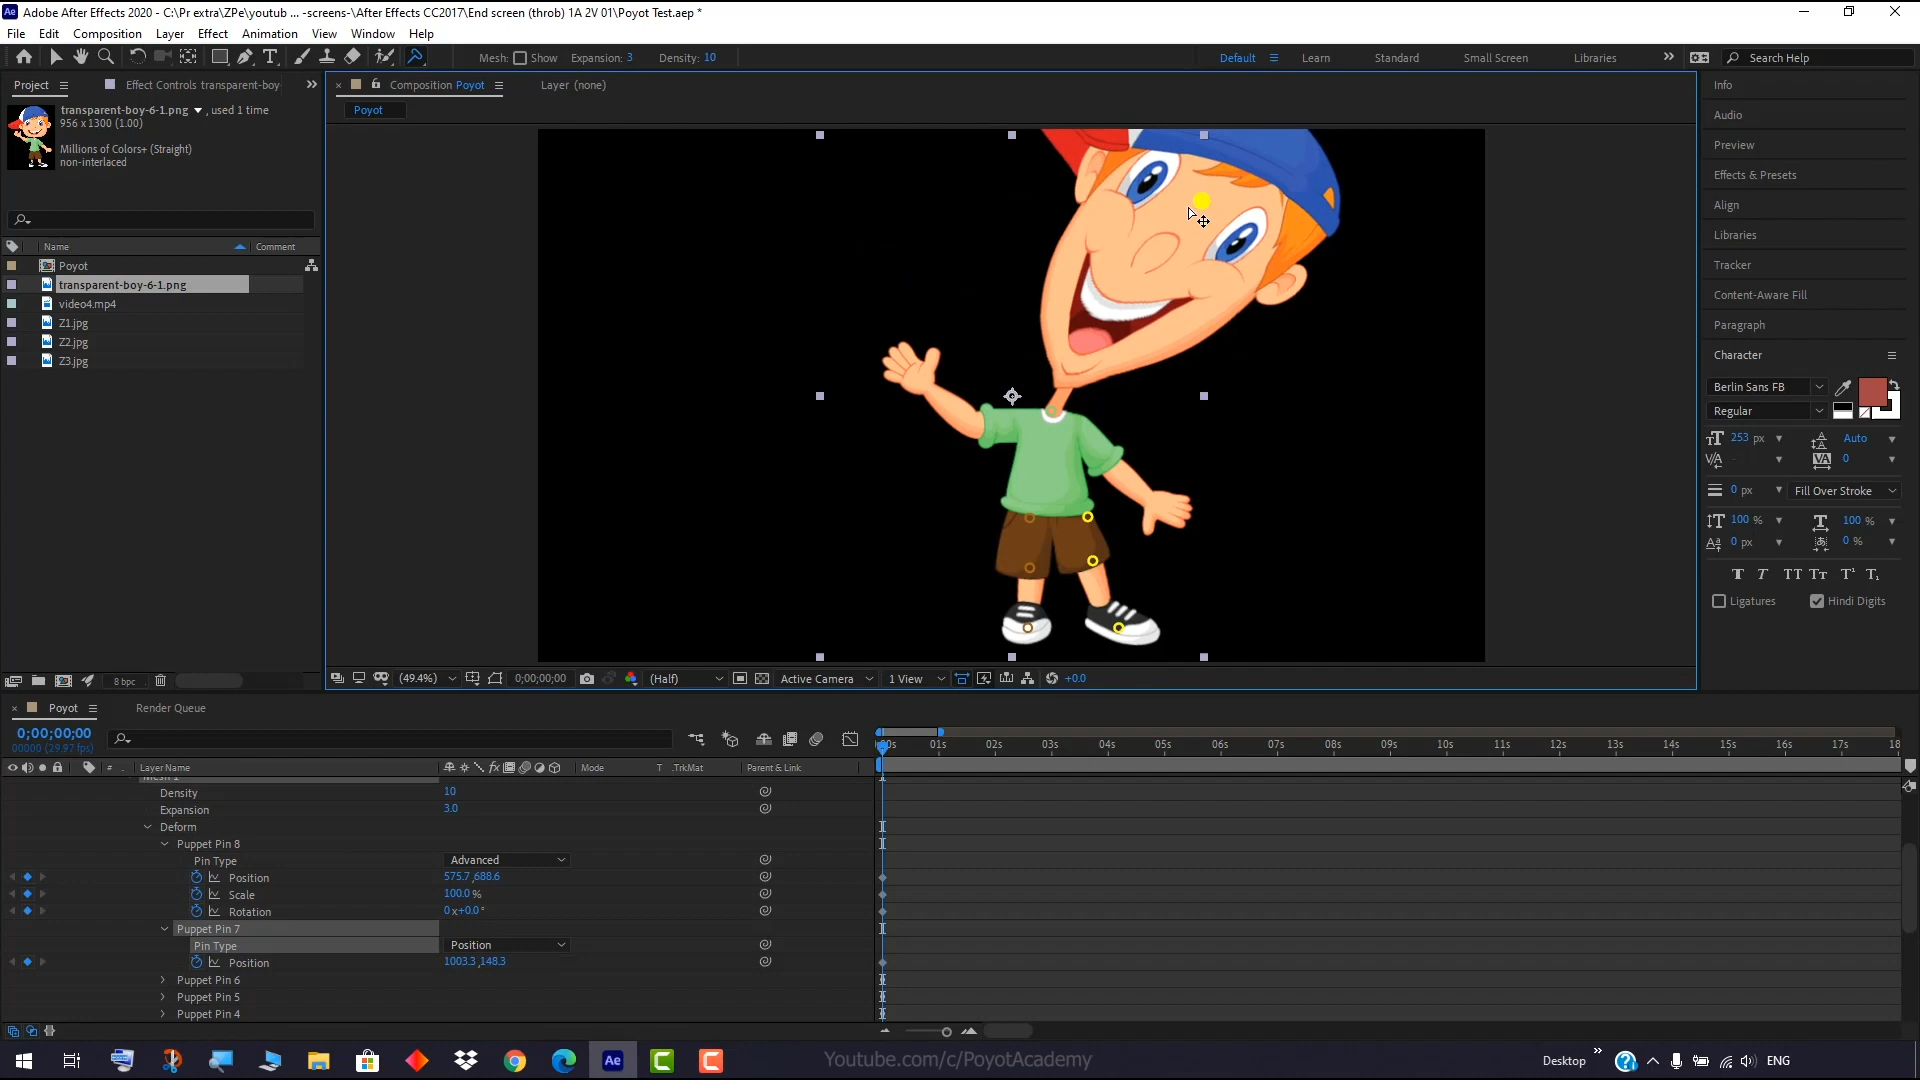 Adobe After Effects 2020 - C:\Pr extra\ZPe\youtub ... -screens-\After Effects CC2017\End screen (throb) 1A 2V 01\Poyot Test.aep *
File Edit Composition Layer Effect Animation View Window Help
Mesh: Show Expansion: 3 Density: 10 Default Learn Standard Small Screen Libraries Search Help
Project Effect Controls transparent-boy- Composition Poyot Layer (none) Info
transparent-boy-6-1.png , used 1 time
956 x 1300 (1.00)
Millions of Colors+ (Straight)
non-interlaced
Poyot
Audio
Preview
Effects & Presets
Align
Libraries
Tracker
Content-Aware Fill
Paragraph
Character
Name Comment
Poyot
transparent-boy-6-1.png
video4.mp4
Z1.jpg
Z2.jpg
Z3.jpg
Berlin Sans FB
Regular
253 px Auto
0
0 px Fill Over Stroke
100 % 100 %
0 px 0 %
Ligatures Hindi Digits
8 bpc (49.4%) 0;00;00;00 (Half) Active Camera 1 View +0.0
Poyot Render Queue
0;00;00;00
00000 (29.97 fps)
01s 02s 03s 04s 05s 06s 07s 08s 09s 10s 11s 12s 13s 14s 15s 16s 17s 18
# Layer Name Mode T .TrkMat Parent & Link
Density 10
Expansion 3.0
Deform
Puppet Pin 8
Pin Type Advanced
Position 575.7,688.6
Scale 100.0 %
Rotation 0x+0.0°
Puppet Pin 7
Pin Type Position
Position 1003.3,148.3
Puppet Pin 6
Puppet Pin 5
Puppet Pin 4
Youtube.com/c/PoyotAcademy
Desktop ENG